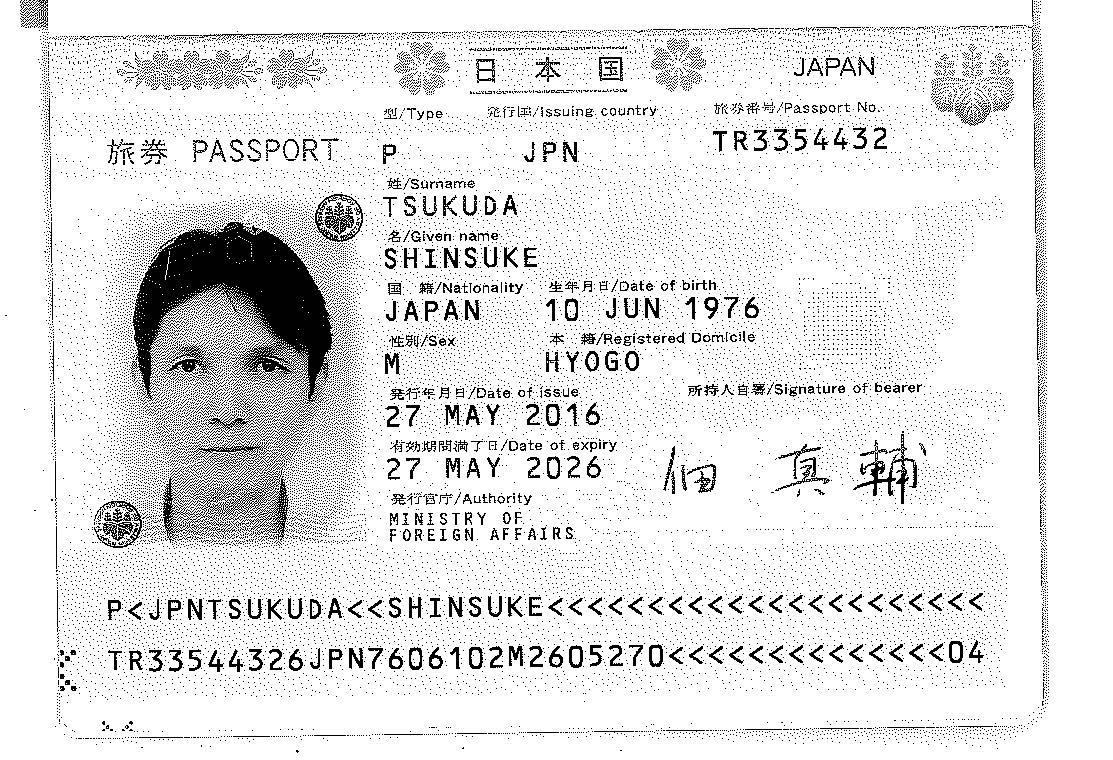 日本国 JAPAN
型/Type 発行国/Issuing country 旅券番号/Passport No.
旅券 PASSPORT P JPN TR3354432
姓/Surname
TSUKUDA
名/Given name
SHINSUKE
国 籍/Nationality 生年月日/Date of birth
JAPAN 10 JUN 1976
性別/Sex 本 籍/Registered Domicile
M HYOGO
発行年月日/Date of issue 所持人自署/Signature of bearer
27 MAY 2016
有効期間満了日/Date of expiry
27 MAY 2026 佃 真輔
発行官庁/Authority
MINISTRY OF
FOREIGN AFFAIRS
P<JPNTSUKUDA<<SHINSUKE<<<<<<<<<<<<<<<<<<<<<<
TR33544326JPN7606102M2605270<<<<<<<<<<<<<<04